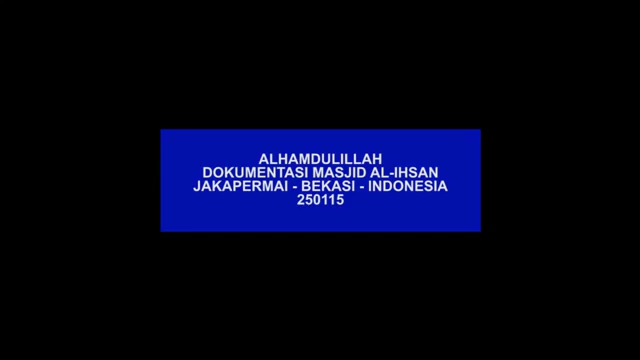 ALHAMDULILLAH
DOKUMENTASI MASJID AL-IHSAN
JAKAPERMAI - BEKASI - INDONESIA
250115